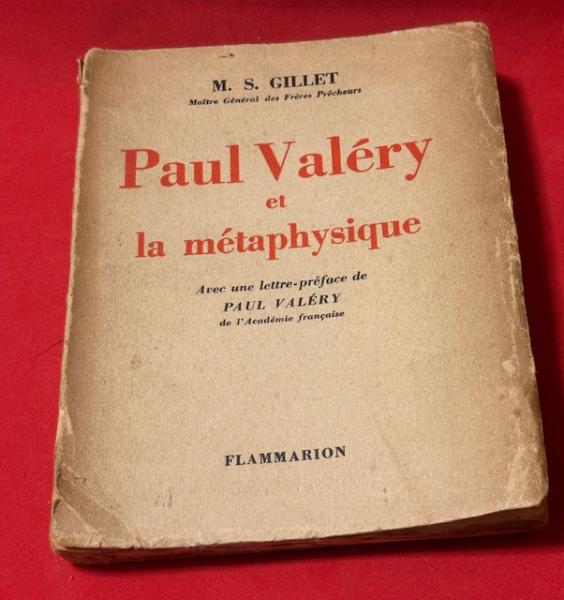 M. S. GILLET
Maître Général des Frères Prêcheurs
Paul Valéry
et
la métaphysique
Avec une lettre-préface de
PAUL VALÉRY
de l'Académie française
FLAMMARION